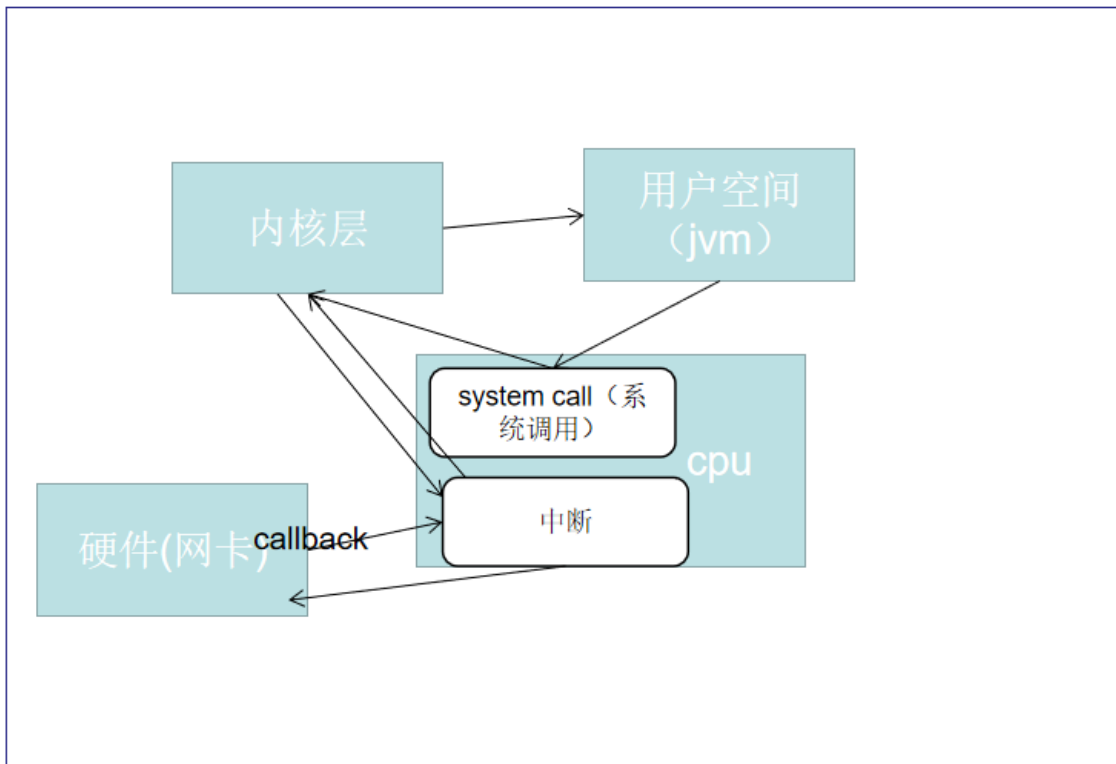 内核层
用户空间
（jvm）
system call（系
统调用）
cpu
中断
硬件(网卡)
callback